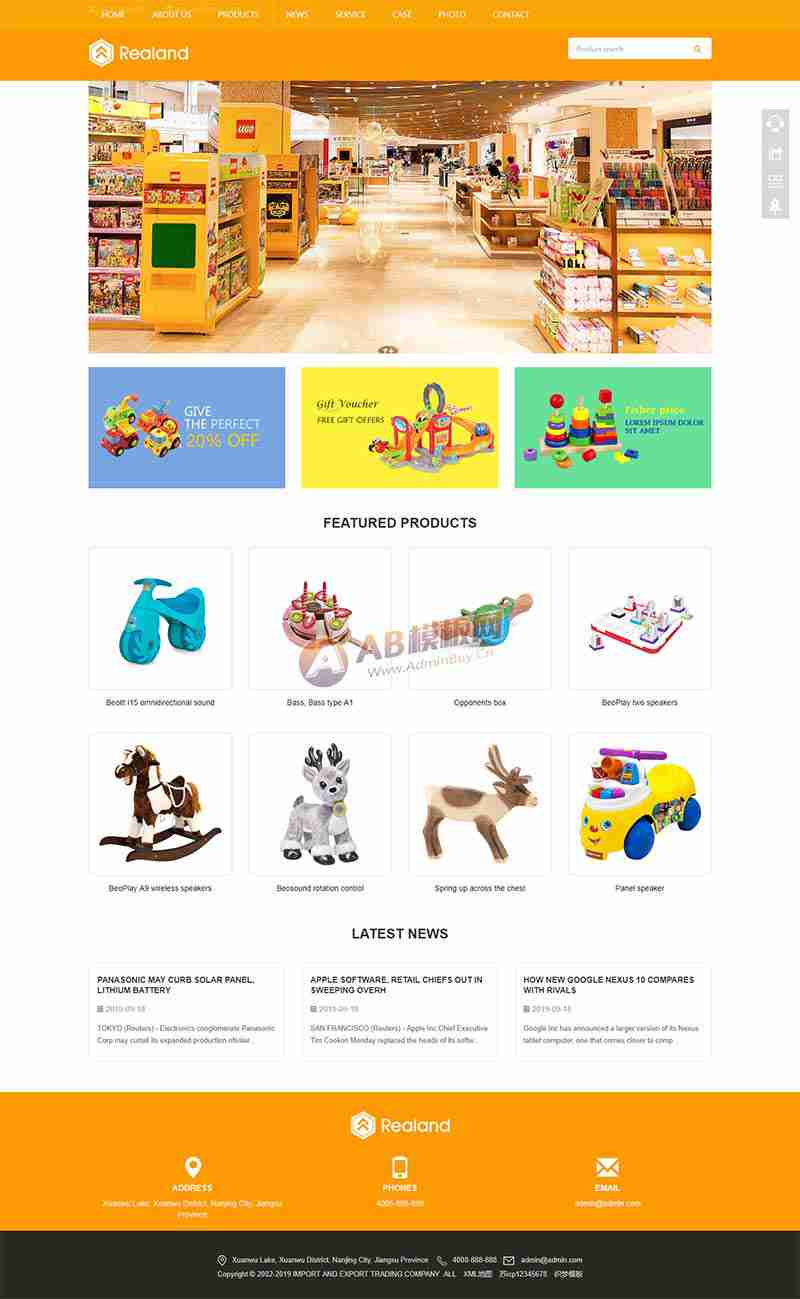 HOME ABOUT US PRODUCTS NEWS SERVICE CASE PHOTO CONTACT
Realand
Product search
LEGO
GIVE
THE PERFECT
20% OFF
Gift Voucher
FREE GIFT OFFERS
Fisher price
LOREM IPSUM DOLOR
SIT AMET
FEATURED PRODUCTS
AB模板网
Www.AdminBuy.Cn
Beolit i15 omnidirectional sound
Bass, Bass type A1
Opponents box
BeoPlay two speakers
BeoPlay A9 wireless speakers
Beosound rotation control
Spring up across the chest
Panel speaker
LATEST NEWS
PANASONIC MAY CURB SOLAR PANEL,
LITHIUM BATTERY
2019-09-18
TOKYO (Reuters) - Electronics conglomerate Panasonic
Corp may curtail its expanded production ofsolar...
APPLE SOFTWARE, RETAIL CHIEFS OUT IN
SWEEPING OVERH
2019-09-18
SAN FRANCISCO (Reuters) - Apple Inc Chief Executive
Tim Cookon Monday replaced the heads of its softw...
HOW NEW GOOGLE NEXUS 10 COMPARES
WITH RIVALS
2019-09-18
Google Inc has announced a larger version of its Nexus
tablet computer, one that comes closer to comp...
Realand
ADDRESS
Xuanwu Lake, Xuanwu District, Nanjing City, Jiangsu
Province
PHONES
4008-888-888
EMAIL
admin@admin.com
Xuanwu Lake, Xuanwu District, Nanjing City, Jiangsu Province 4008-888-888 admin@admin.com
Copyright © 2002-2019 IMPORT AND EXPORT TRADING COMPANY ALL XML地图 苏icp12345678 织梦模板